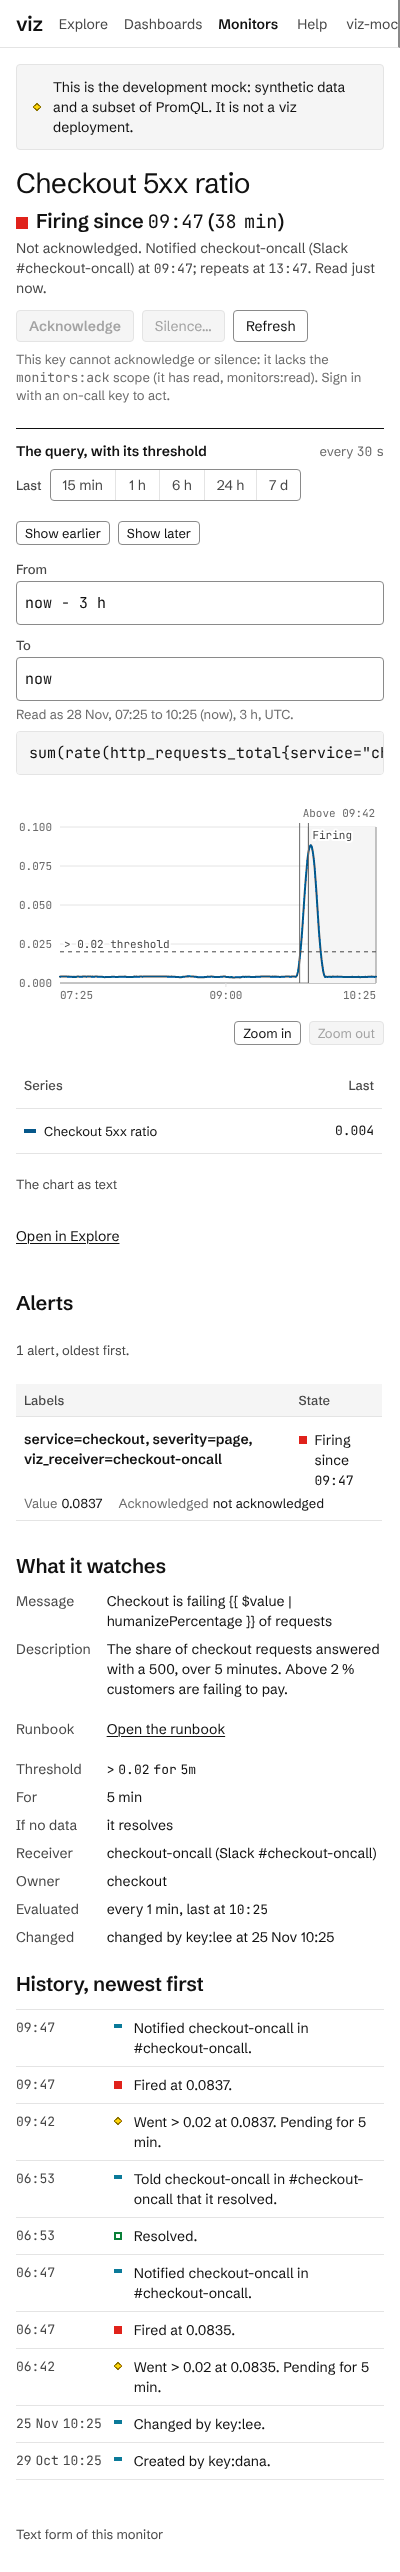 viz Explore Dashboards Monitors Help viz-moc
This is the development mock: synthetic data
and a subset of PromQL. It is not a viz
deployment.
Checkout 5xx ratio
Firing since 09:47 (38 min)
Not acknowledged. Notified checkout-oncall (Slack
#checkout-oncall) at 09:47; repeats at 13:47. Read just
now.
Acknowledge Silence... Refresh
This key cannot acknowledge or silence: it lacks the
monitors:ack scope (it has read, monitors:read). Sign in
with an on-call key to act.
The query, with its threshold every 30 s
Last 15 min 1 h 6 h 24 h 7 d
Show earlier Show later
From
now - 3 h
To
now
Read as 28 Nov, 07:25 to 10:25 (now), 3 h, UTC.
sum(rate(http_requests_total{service="ch
Above 09:42
0.100
Firing
0.075
0.050
0.025 > 0.02 threshold
0.000
07:25 09:00 10:25
Zoom in Zoom out
Series Last
Checkout 5xx ratio 0.004
The chart as text
Open in Explore
Alerts
1 alert, oldest first.
Labels State
service=checkout, severity=page,
viz_receiver=checkout-oncall
Firing
since
09:47
Value 0.0837 Acknowledged not acknowledged
What it watches
Message Checkout is failing {{ $value |
humanizePercentage }} of requests
Description The share of checkout requests answered
with a 500, over 5 minutes. Above 2 %
customers are failing to pay.
Runbook Open the runbook
Threshold > 0.02 for 5m
For 5 min
If no data it resolves
Receiver checkout-oncall (Slack #checkout-oncall)
Owner checkout
Evaluated every 1 min, last at 10:25
Changed changed by key:lee at 25 Nov 10:25
History, newest first
09:47 Notified checkout-oncall in
#checkout-oncall.
09:47 Fired at 0.0837.
09:42 Went > 0.02 at 0.0837. Pending for 5
min.
06:53 Told checkout-oncall in #checkout-
oncall that it resolved.
06:53 Resolved.
06:47 Notified checkout-oncall in
#checkout-oncall.
06:47 Fired at 0.0835.
06:42 Went > 0.02 at 0.0835. Pending for 5
min.
25 Nov 10:25 Changed by key:lee.
29 Oct 10:25 Created by key:dana.
Text form of this monitor